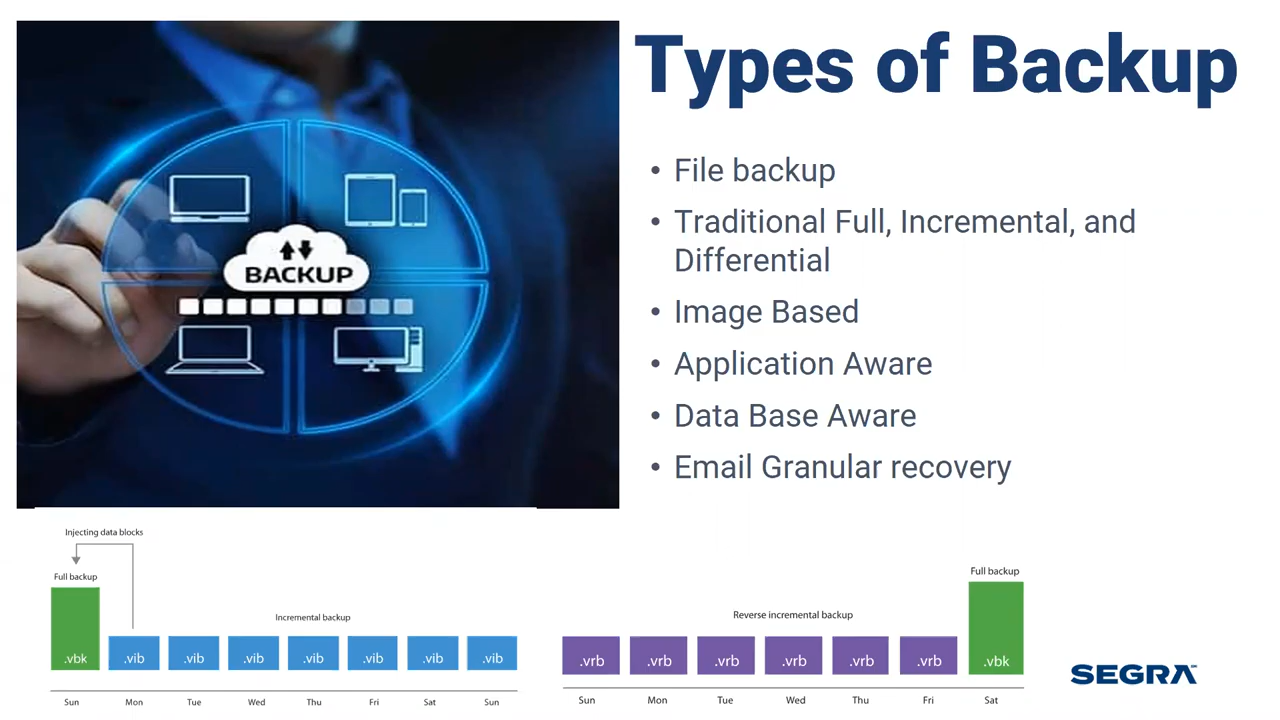 Types of Backup
BACKUP
• File backup
• Traditional Full, Incremental, and
Differential
• Image Based
• Application Aware
• Data Base Aware
• Email Granular recovery
Injecting data blocks
Full backup
Incremental backup
.vbk .vib .vib .vib .vib .vib .vib .vib
Sun Mon Tue Wed Thu Fri Sat Sun
Full backup
Reverse incremental backup
.vrb .vrb .vrb .vrb .vrb .vrb .vbk
Sun Mon Tue Wed Thu Fri Sat
SEGRA